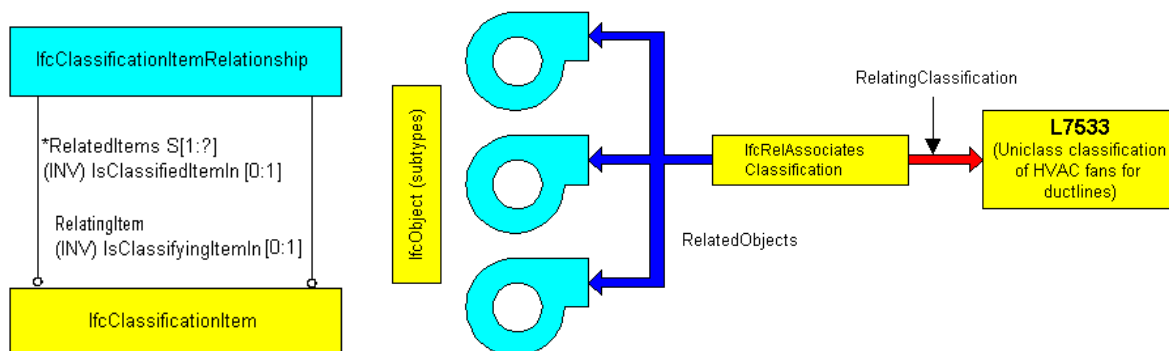 IfcClassificationItemRelationship
*RelatedItems S[1:?]
(INV) IsClassifiedItemIn [0:1]
RelatingItem
(INV) IsClassifyingItemIn [0:1]
IfcClassificationItem
IfcObject (subtypes)
IfcRelAssociates
Classification
RelatedObjects
RelatingClassification
L7533
(Uniclass classification
of HVAC fans for
ductlines)